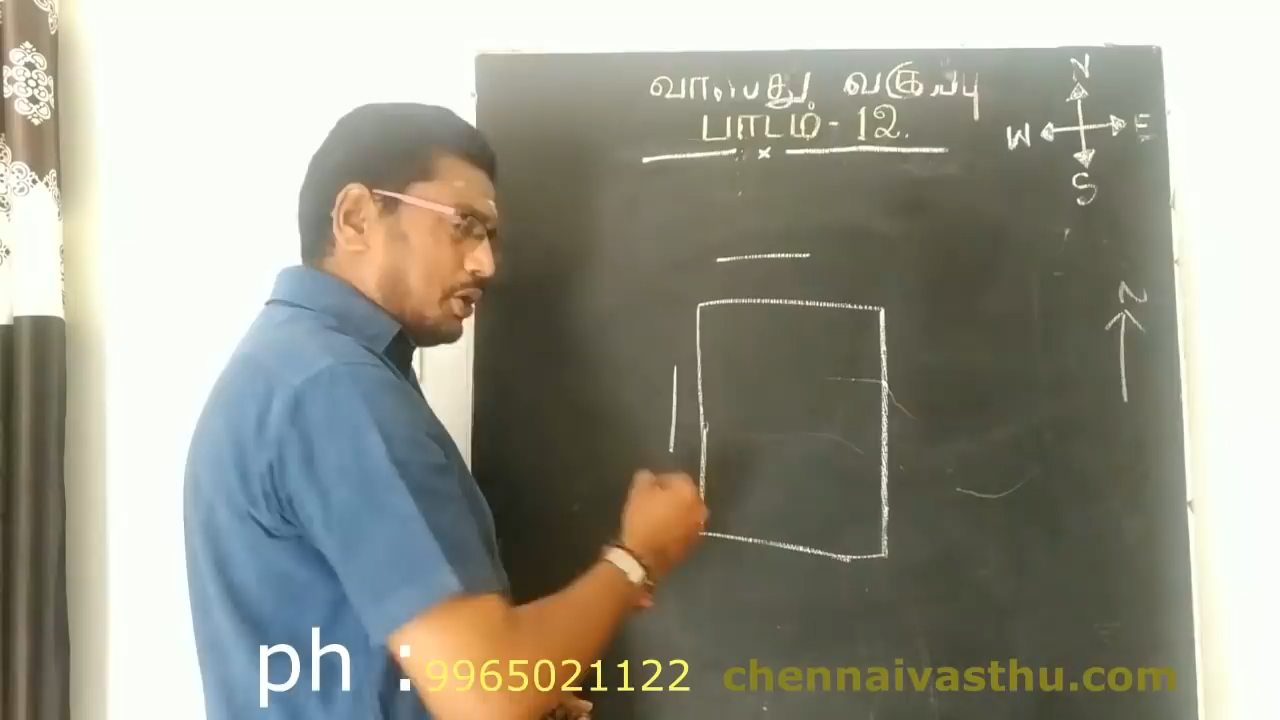 வாஸ்து வகுப்பு
பாடம் - 12.
N
W E
S
N
ph : 9965021122 chennaivasthu.com